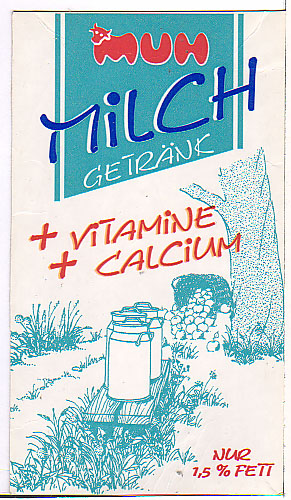 MUH
MiLCH
GETRÄNK
+ ViTAMiNE
+ CALCiUM
NUR
1,5 % FETT